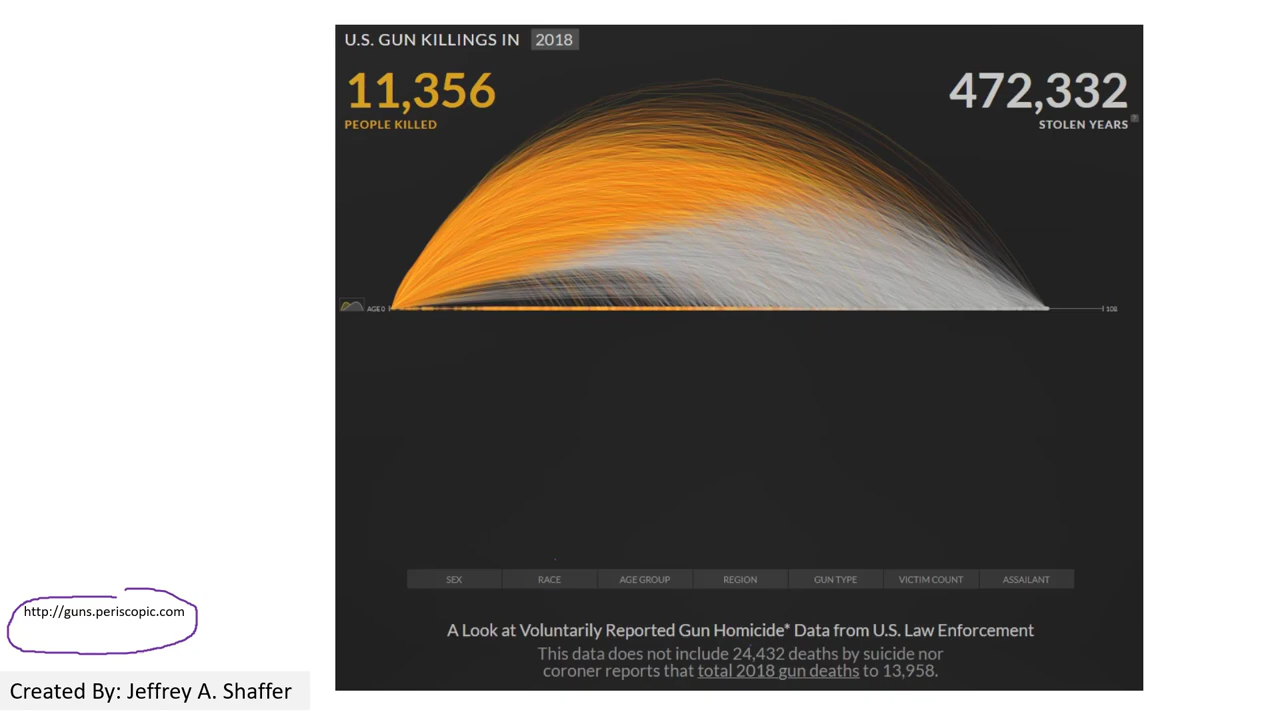 U.S. GUN KILLINGS IN 2018
11,356
PEOPLE KILLED
472,332
STOLEN YEARS ?
AGE 0
108
SEX RACE AGE GROUP REGION GUN TYPE VICTIM COUNT ASSAILANT
http://guns.periscopic.com
A Look at Voluntarily Reported Gun Homicide* Data from U.S. Law Enforcement
This data does not include 24,432 deaths by suicide nor
coroner reports that total 2018 gun deaths to 13,958.
Created By: Jeffrey A. Shaffer